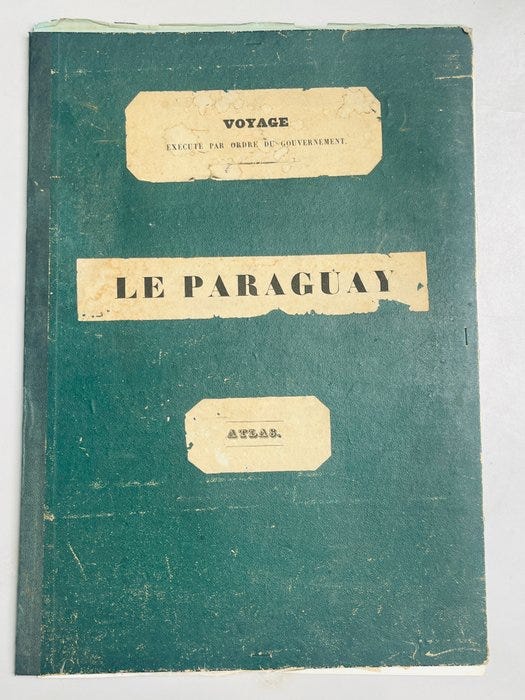 VOYAGE
EXÉCUTÉ PAR ORDRE DU GOUVERNEMENT.
LE PARAGUAY
ATLAS.